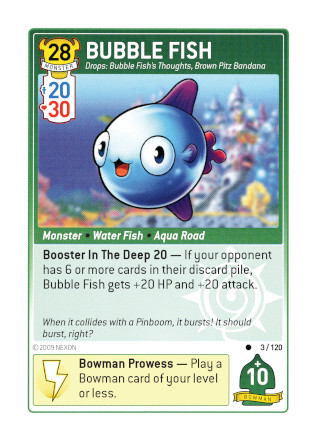 28
MONSTER
BUBBLE FISH
Drops: Bubble Fish's Thoughts, Brown Pitz Bandana
20
30
Monster • Water Fish • Aqua Road
Booster In The Deep 20 — If your opponent
has 6 or more cards in their discard pile,
Bubble Fish gets +20 HP and +20 attack.
When it collides with a Pinboom, it bursts! It should
burst, right?
©2009 NEXON
3/120
Bowman Prowess — Play a
Bowman card of your level
or less.
10
BOWMAN